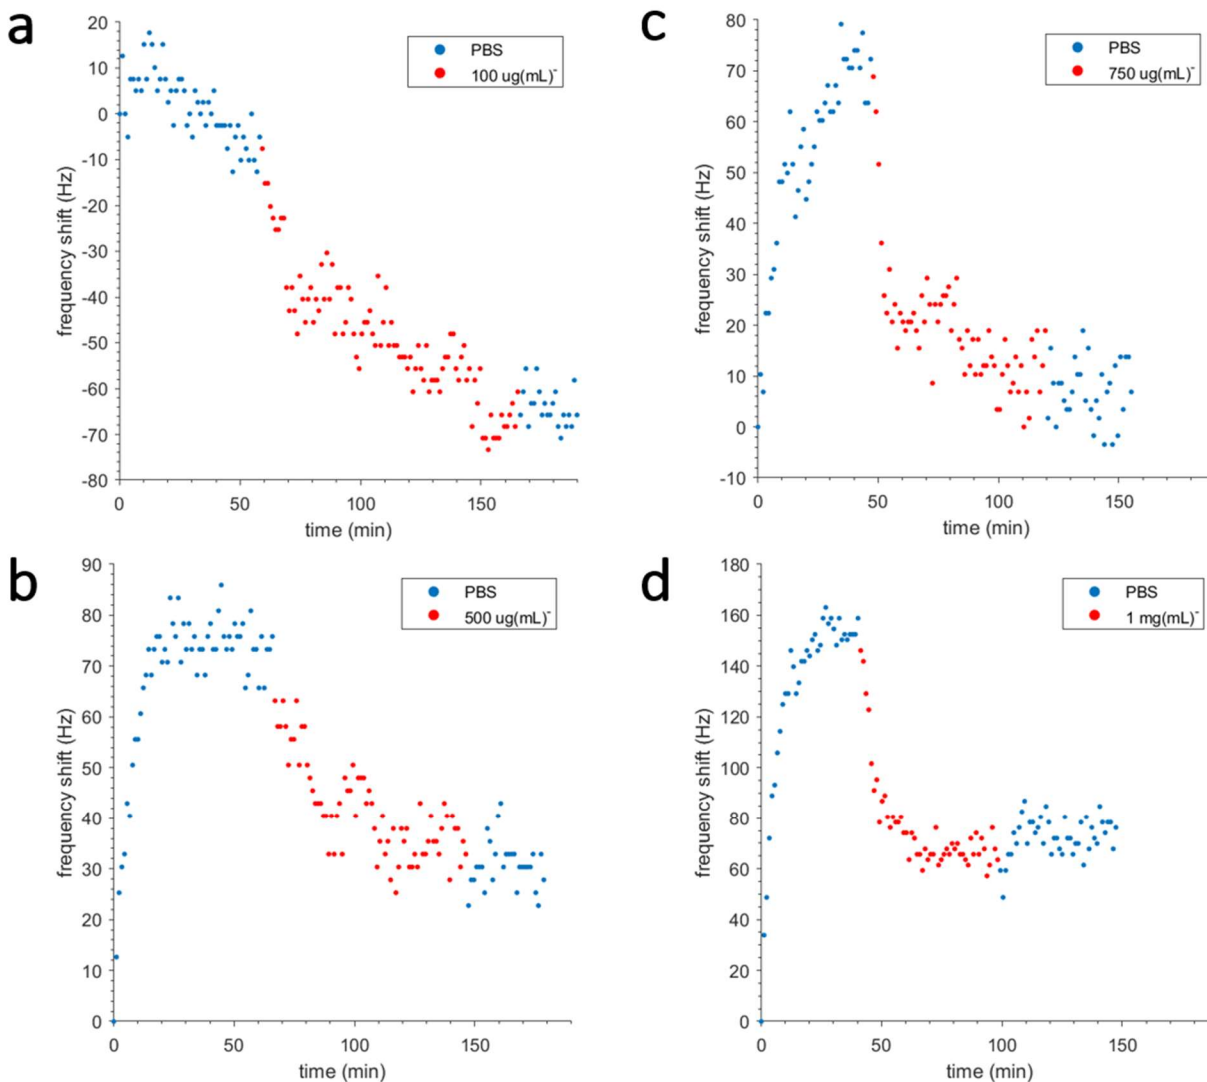 a
20
10
0
-10
-20
-30
-40
-50
-60
-70
-80
frequency shift (Hz)
0
50
100
150
time (min)
PBS
100 ug(mL)⁻
c
80
70
60
50
40
30
20
10
0
-10
frequency shift (Hz)
0
50
100
150
time (min)
PBS
750 ug(mL)⁻
b
90
80
70
60
50
40
30
20
10
0
frequency shift (Hz)
0
50
100
150
time (min)
PBS
500 ug(mL)⁻
d
180
160
140
120
100
80
60
40
20
0
frequency shift (Hz)
0
50
100
150
time (min)
PBS
1 mg(mL)⁻